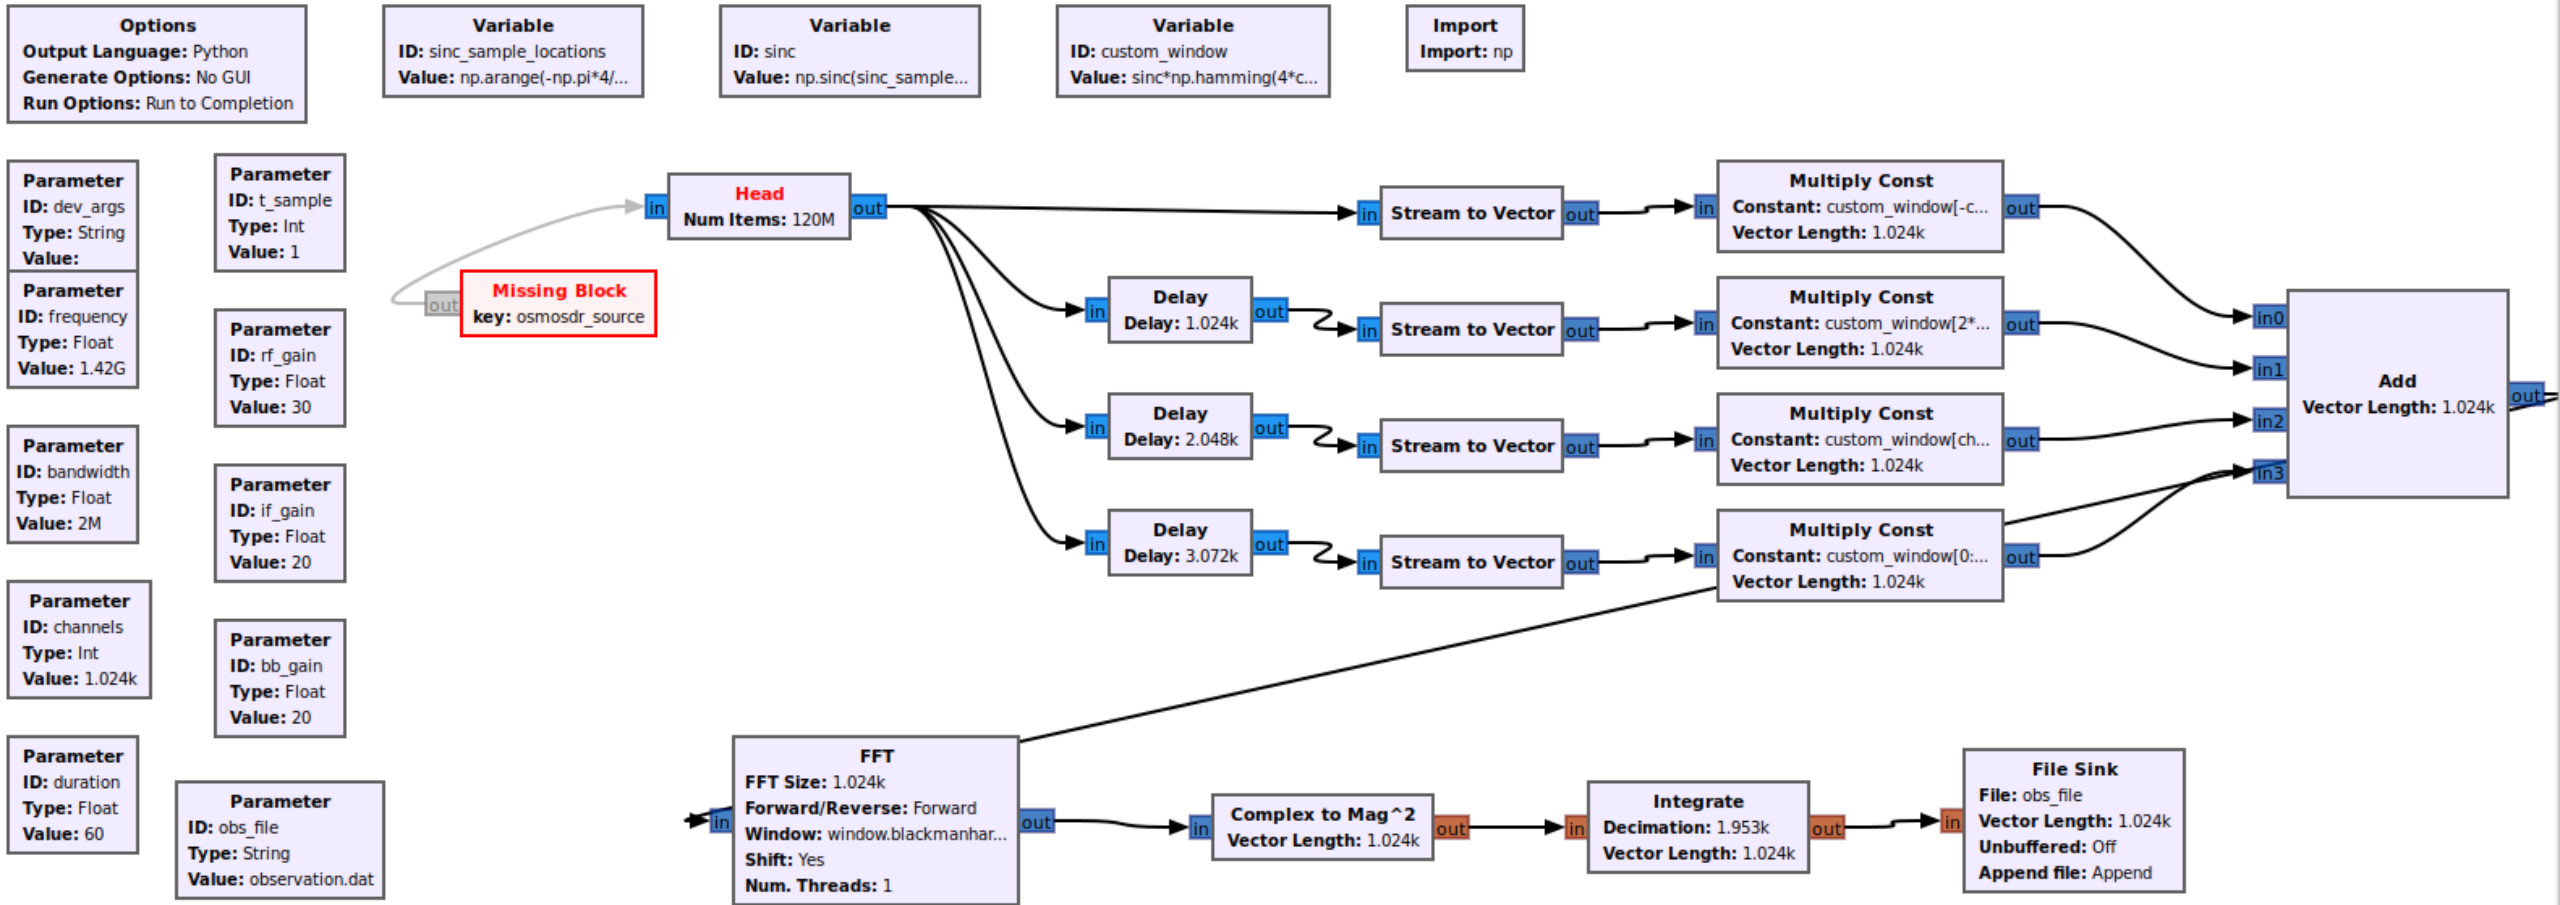 Options
Output Language: Python
Generate Options: No GUI
Run Options: Run to Completion
Variable
ID: sinc_sample_locations
Value: np.arange(-np.pi*4/...
Variable
ID: sinc
Value: np.sinc(sinc_sample...
Variable
ID: custom_window
Value: sinc*np.hamming(4*c...
Import
Import: np
Parameter
ID: dev_args
Type: String
Value:
Parameter
ID: frequency
Type: Float
Value: 1.42G
Parameter
ID: bandwidth
Type: Float
Value: 2M
Parameter
ID: channels
Type: Int
Value: 1.024k
Parameter
ID: duration
Type: Float
Value: 60
Parameter
ID: t_sample
Type: Int
Value: 1
Parameter
ID: rf_gain
Type: Float
Value: 30
Parameter
ID: if_gain
Type: Float
Value: 20
Parameter
ID: bb_gain
Type: Float
Value: 20
Parameter
ID: obs_file
Type: String
Value: observation.dat
out
Missing Block
key: osmosdr_source
in
Head
Num Items: 120M
out
in
Stream to Vector
out
in
Multiply Const
Constant: custom_window[-c...
Vector Length: 1.024k
out
in
Delay
Delay: 1.024k
out
in
Stream to Vector
out
in
Multiply Const
Constant: custom_window[2*...
Vector Length: 1.024k
out
in
Delay
Delay: 2.048k
out
in
Stream to Vector
out
in
Multiply Const
Constant: custom_window[ch...
Vector Length: 1.024k
out
in
Delay
Delay: 3.072k
out
in
Stream to Vector
out
in
Multiply Const
Constant: custom_window[0:...
Vector Length: 1.024k
out
in0
in1
in2
in3
Add
Vector Length: 1.024k
out
in
FFT
FFT Size: 1.024k
Forward/Reverse: Forward
Window: window.blackmanhar...
Shift: Yes
Num. Threads: 1
out
in
Complex to Mag^2
Vector Length: 1.024k
out
in
Integrate
Decimation: 1.953k
Vector Length: 1.024k
out
in
File Sink
File: obs_file
Vector Length: 1.024k
Unbuffered: Off
Append file: Append